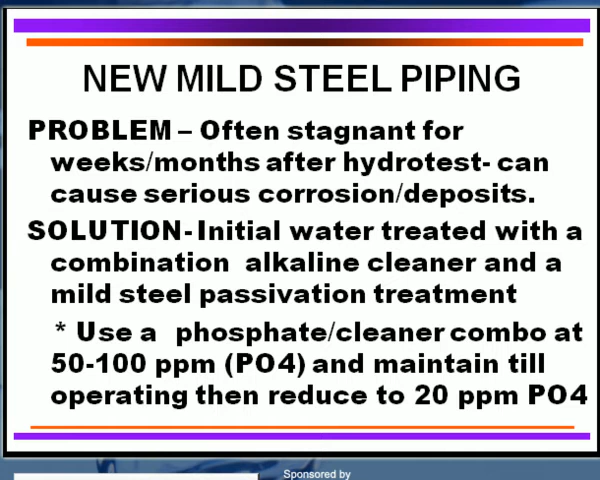 NEW MILD STEEL PIPING
PROBLEM – Often stagnant for
weeks/months after hydrotest- can
cause serious corrosion/deposits.
SOLUTION- Initial water treated with a
combination alkaline cleaner and a
mild steel passivation treatment
* Use a phosphate/cleaner combo at
50-100 ppm (PO4) and maintain till
operating then reduce to 20 ppm PO4
Sponsored by